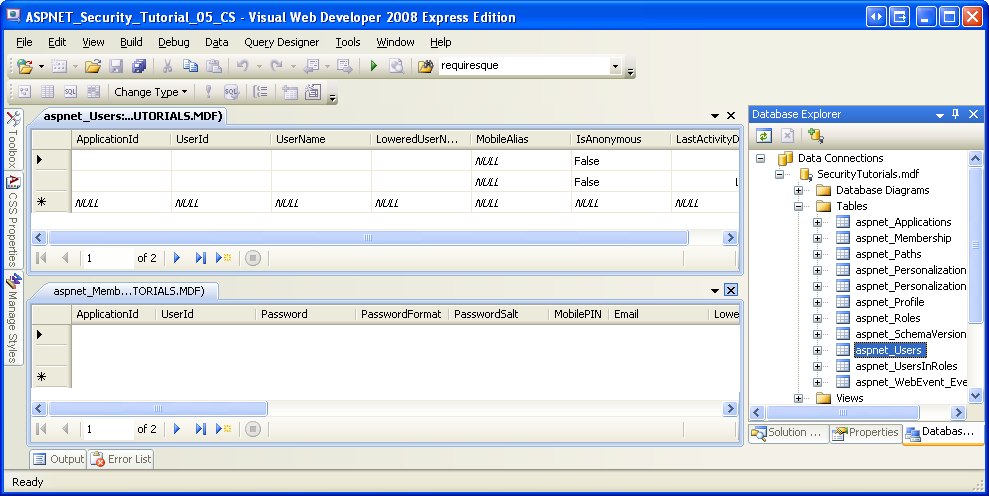 ASPNET_Security_Tutorial_05_CS - Visual Web Developer 2008 Express Edition
File Edit View Build Debug Data Query Designer Tools Window Help
requiresque
Change Type
Toolbox
CSS Properties
Manage Styles
aspnet_Users:...UTORIALS.MDF)
ApplicationId UserId UserName LoweredUserN... MobileAlias IsAnonymous LastActivityD
NULL False
NULL False L
NULL NULL NULL NULL NULL NULL NULL
1 of 2
aspnet_Memb...TORIALS.MDF)
ApplicationId UserId Password PasswordFormat PasswordSalt MobilePIN Email Lowe
1 of 2
Database Explorer
Data Connections
SecurityTutorials.mdf
Database Diagrams
Tables
aspnet_Applications
aspnet_Membership
aspnet_Paths
aspnet_Personalization
aspnet_Personalization
aspnet_Profile
aspnet_Roles
aspnet_SchemaVersion
aspnet_Users
aspnet_UsersInRoles
aspnet_WebEvent_Eve
Views
Solution ... Properties Databas...
Output Error List
Ready